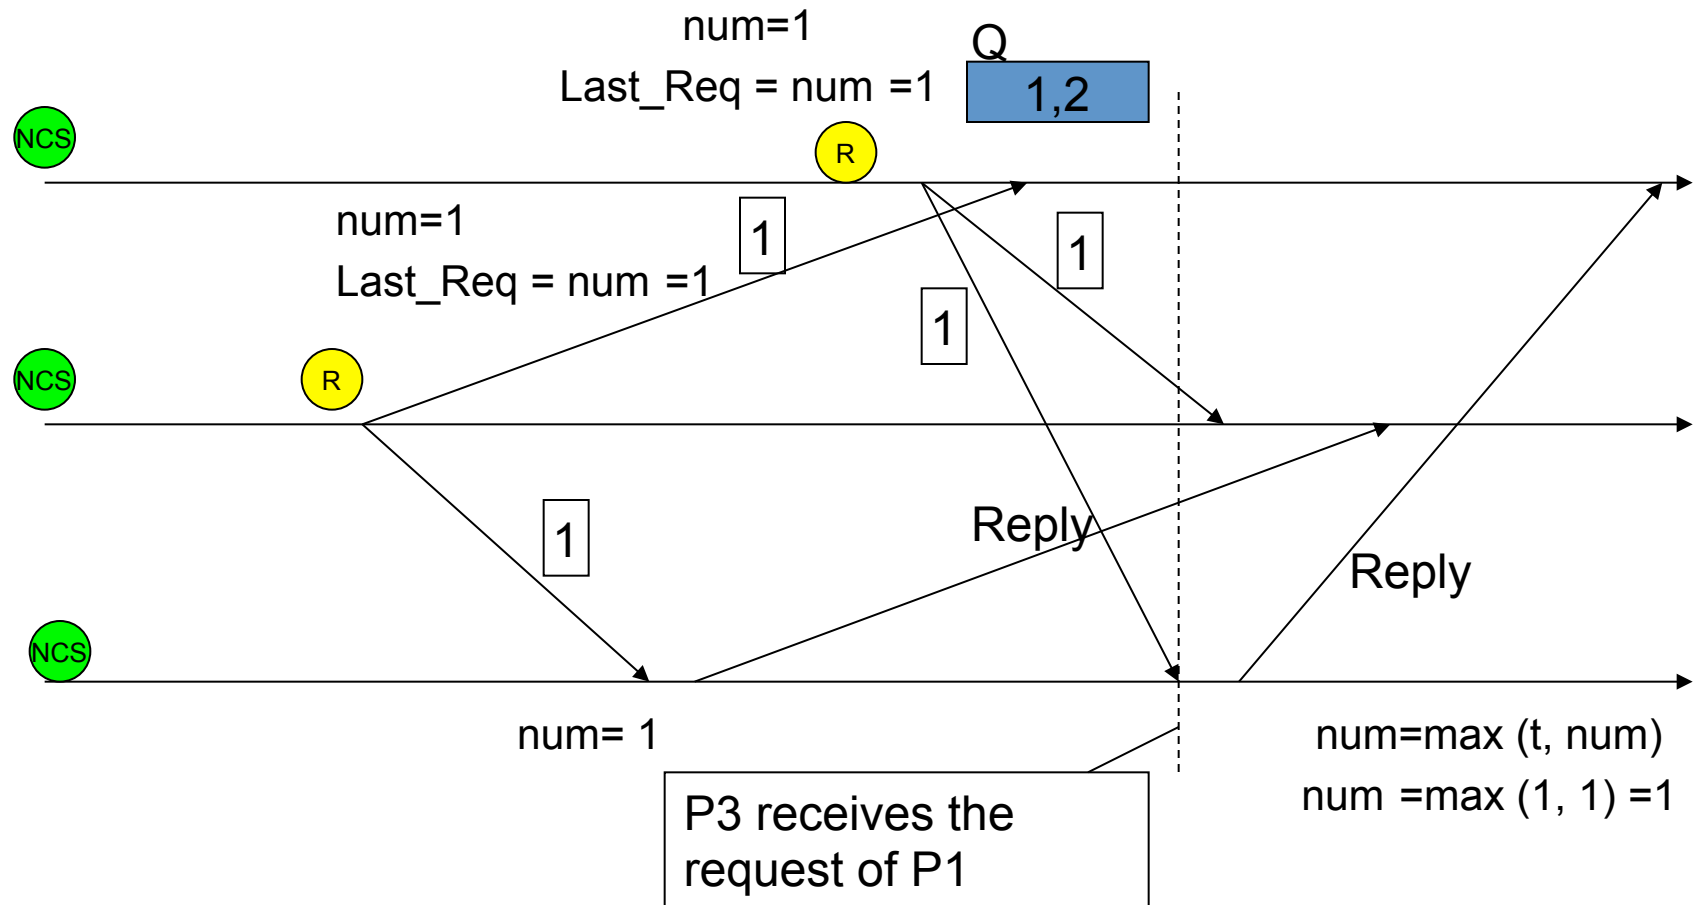 num=1
Q
Last_Req = num =1
1,2
NCS
R
num=1
1
1
Last_Req = num =1
1
NCS
R
Reply
1
Reply
NCS
num= 1
num=max (t, num)
num =max (1, 1) =1
P3 receives the
request of P1